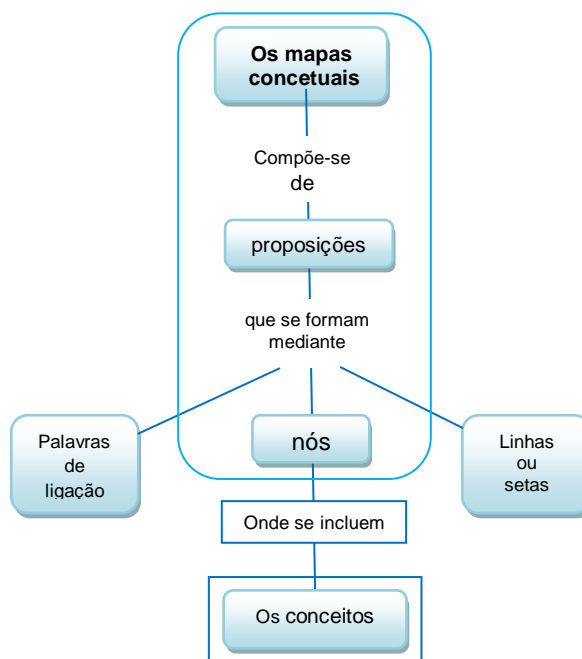 Os mapas
concetuais
Compõe-se
de
proposições
que se formam
mediante
Palavras
de
ligação
nós
Linhas
ou
setas
Onde se incluem
Os conceitos